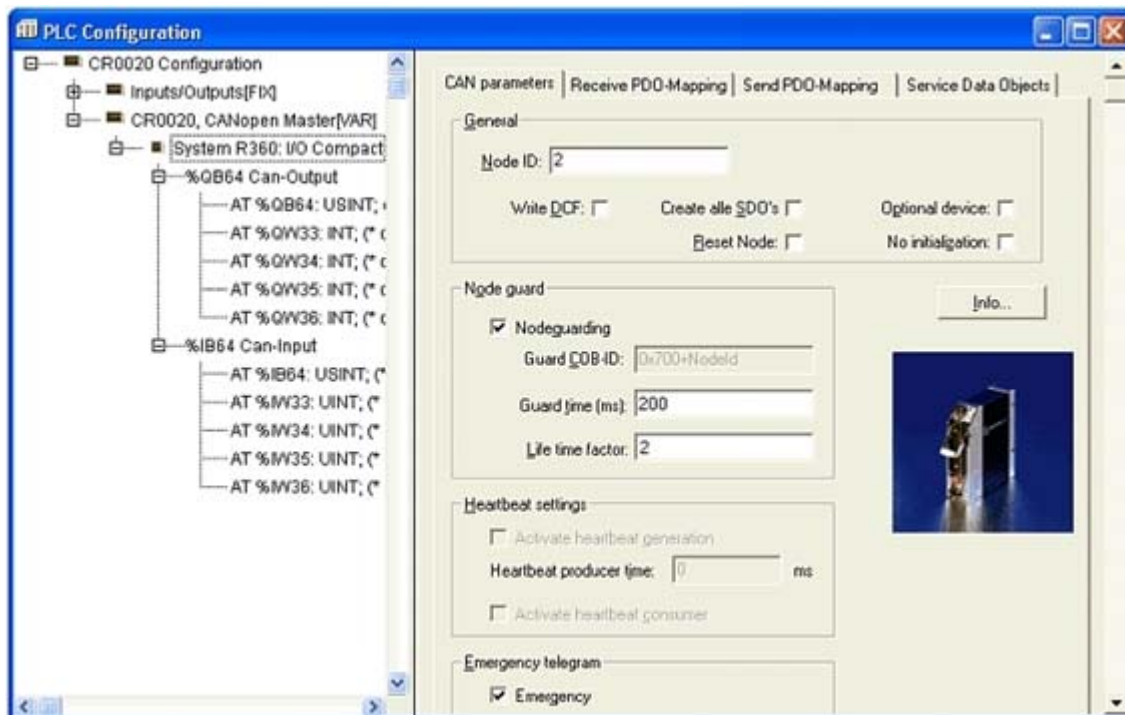 PLC Configuration
CR0020 Configuration
Inputs/Outputs[FIX]
CR0020, CANopen Master[VAR]
System R360: I/O Compact
%QB64 Can-Output
AT %QB64: USINT;
AT %QW33: INT; (*
AT %QW34: INT; (*
AT %QW35: INT; (*
AT %QW36: INT; (*
%IB64 Can-Input
AT %IB64: USINT; (*
AT %IW33: UINT; (*
AT %IW34: UINT; (*
AT %IW35: UINT; (*
AT %IW36: UINT; (*
CAN parameters Receive PDO-Mapping Send PDO-Mapping Service Data Objects
General
Node ID: 2
Write DCF: Create alle SDO's Optional device:
Reset Node: No initialization:
Node guard
Info...
Nodeguarding
Guard COB-ID: 0x700+NodeId
Guard time (ms): 200
Life time factor: 2
Heartbeat settings
Activate heartbeat generation
Heartbeat producer time: 0 ms
Activate heartbeat consumer
Emergency telegram
Emergency